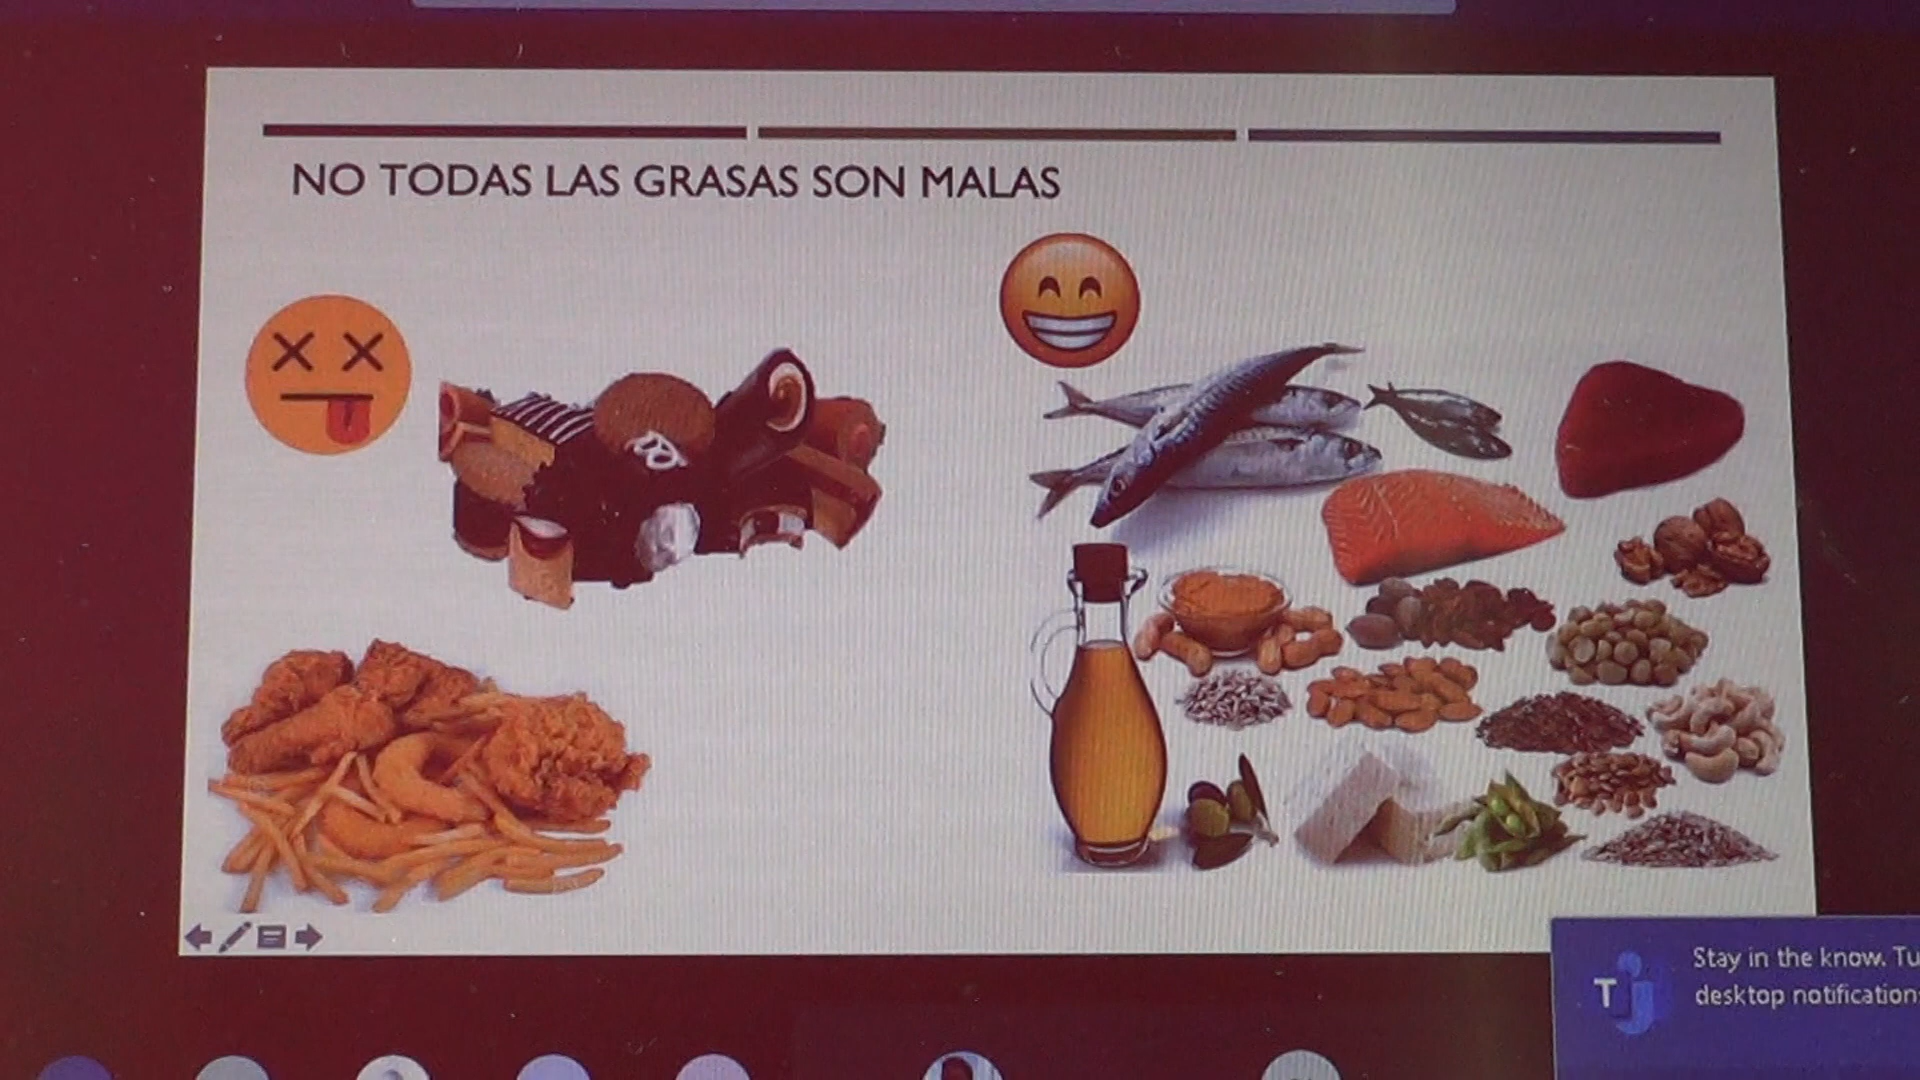 NO TODAS LAS GRASAS SON MALAS
Stay in the know. Tu
desktop notification